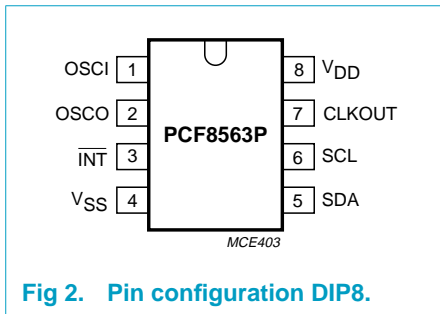 OSCI 1 8 VDD
OSCO 2 7 CLKOUT
PCF8563P
INT 3 6 SCL
VSS 4 5 SDA
MCE403
Fig 2. Pin configuration DIP8.